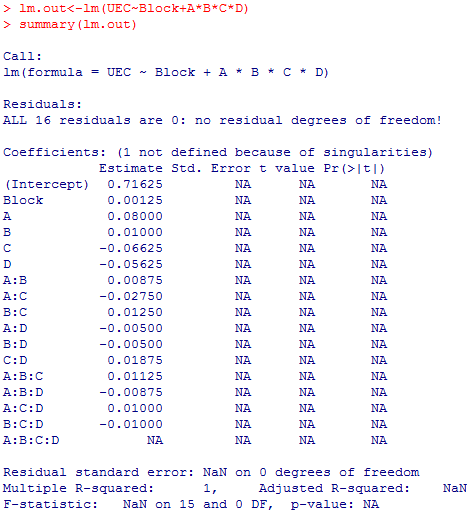 > lm.out<-lm(UEC~Block+A*B*C*D)
> summary(lm.out)
Call:
lm(formula = UEC ~ Block + A * B * C * D)
Residuals:
ALL 16 residuals are 0: no residual degrees of freedom!
Coefficients: (1 not defined because of singularities)
Estimate Std. Error t value Pr(>|t|)
(Intercept) 0.71625 NA NA NA
Block 0.00125 NA NA NA
A 0.08000 NA NA NA
B 0.01000 NA NA NA
C -0.06625 NA NA NA
D -0.05625 NA NA NA
A:B 0.00875 NA NA NA
A:C -0.02750 NA NA NA
B:C 0.01250 NA NA NA
A:D -0.00500 NA NA NA
B:D -0.00500 NA NA NA
C:D 0.01875 NA NA NA
A:B:C 0.01125 NA NA NA
A:B:D -0.00875 NA NA NA
A:C:D 0.01000 NA NA NA
B:C:D -0.01000 NA NA NA
A:B:C:D NA NA NA NA
Residual standard error: NaN on 0 degrees of freedom
Multiple R-squared: 1, Adjusted R-squared: NaN
F-statistic: NaN on 15 and 0 DF, p-value: NA